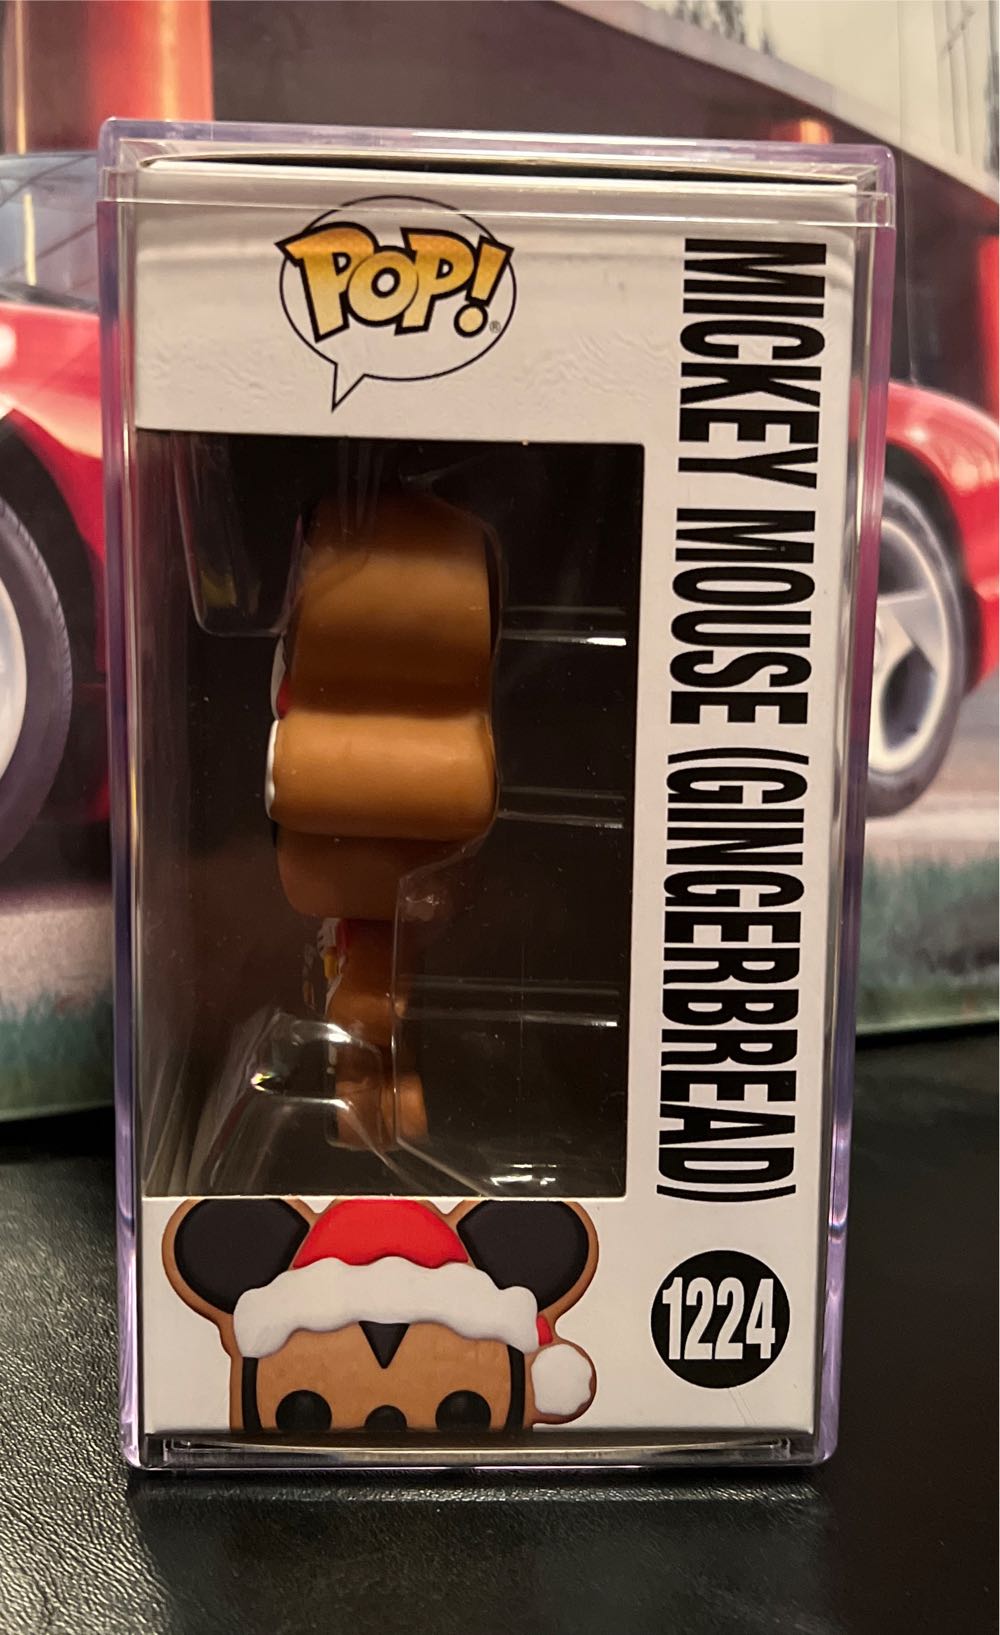 POP!
®
MICKEY MOUSE (GINGERBREAD)
1224